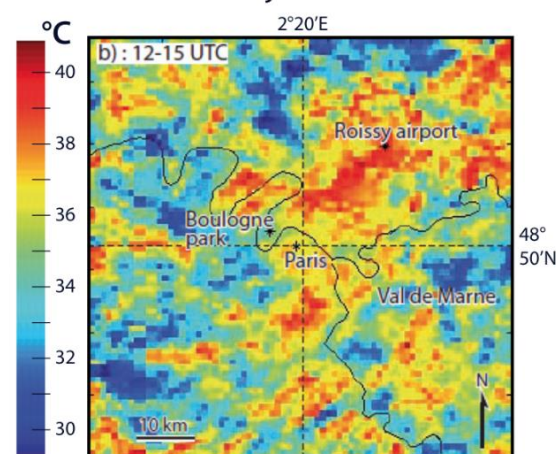 °C
2°20'E
b) : 12-15 UTC
40
38
36
34
32
30
Roissy airport
Boulogne
park
Paris
48°
50'N
Val de Marne
N
10 km